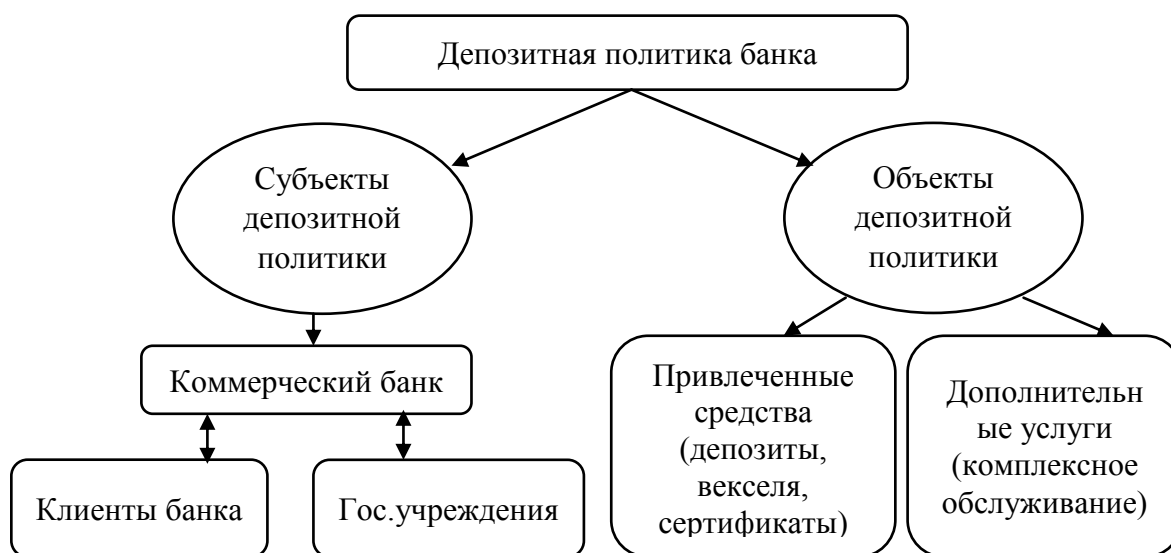 Депозитная политика банка
Субъекты
депозитной
политики
Объекты
депозитной
политики
Коммерческий банк
Клиенты банка
Гос.учреждения
Привлеченные
средства
(депозиты,
векселя,
сертификаты)
Дополнительн
ые услуги
(комплексное
обслуживание)